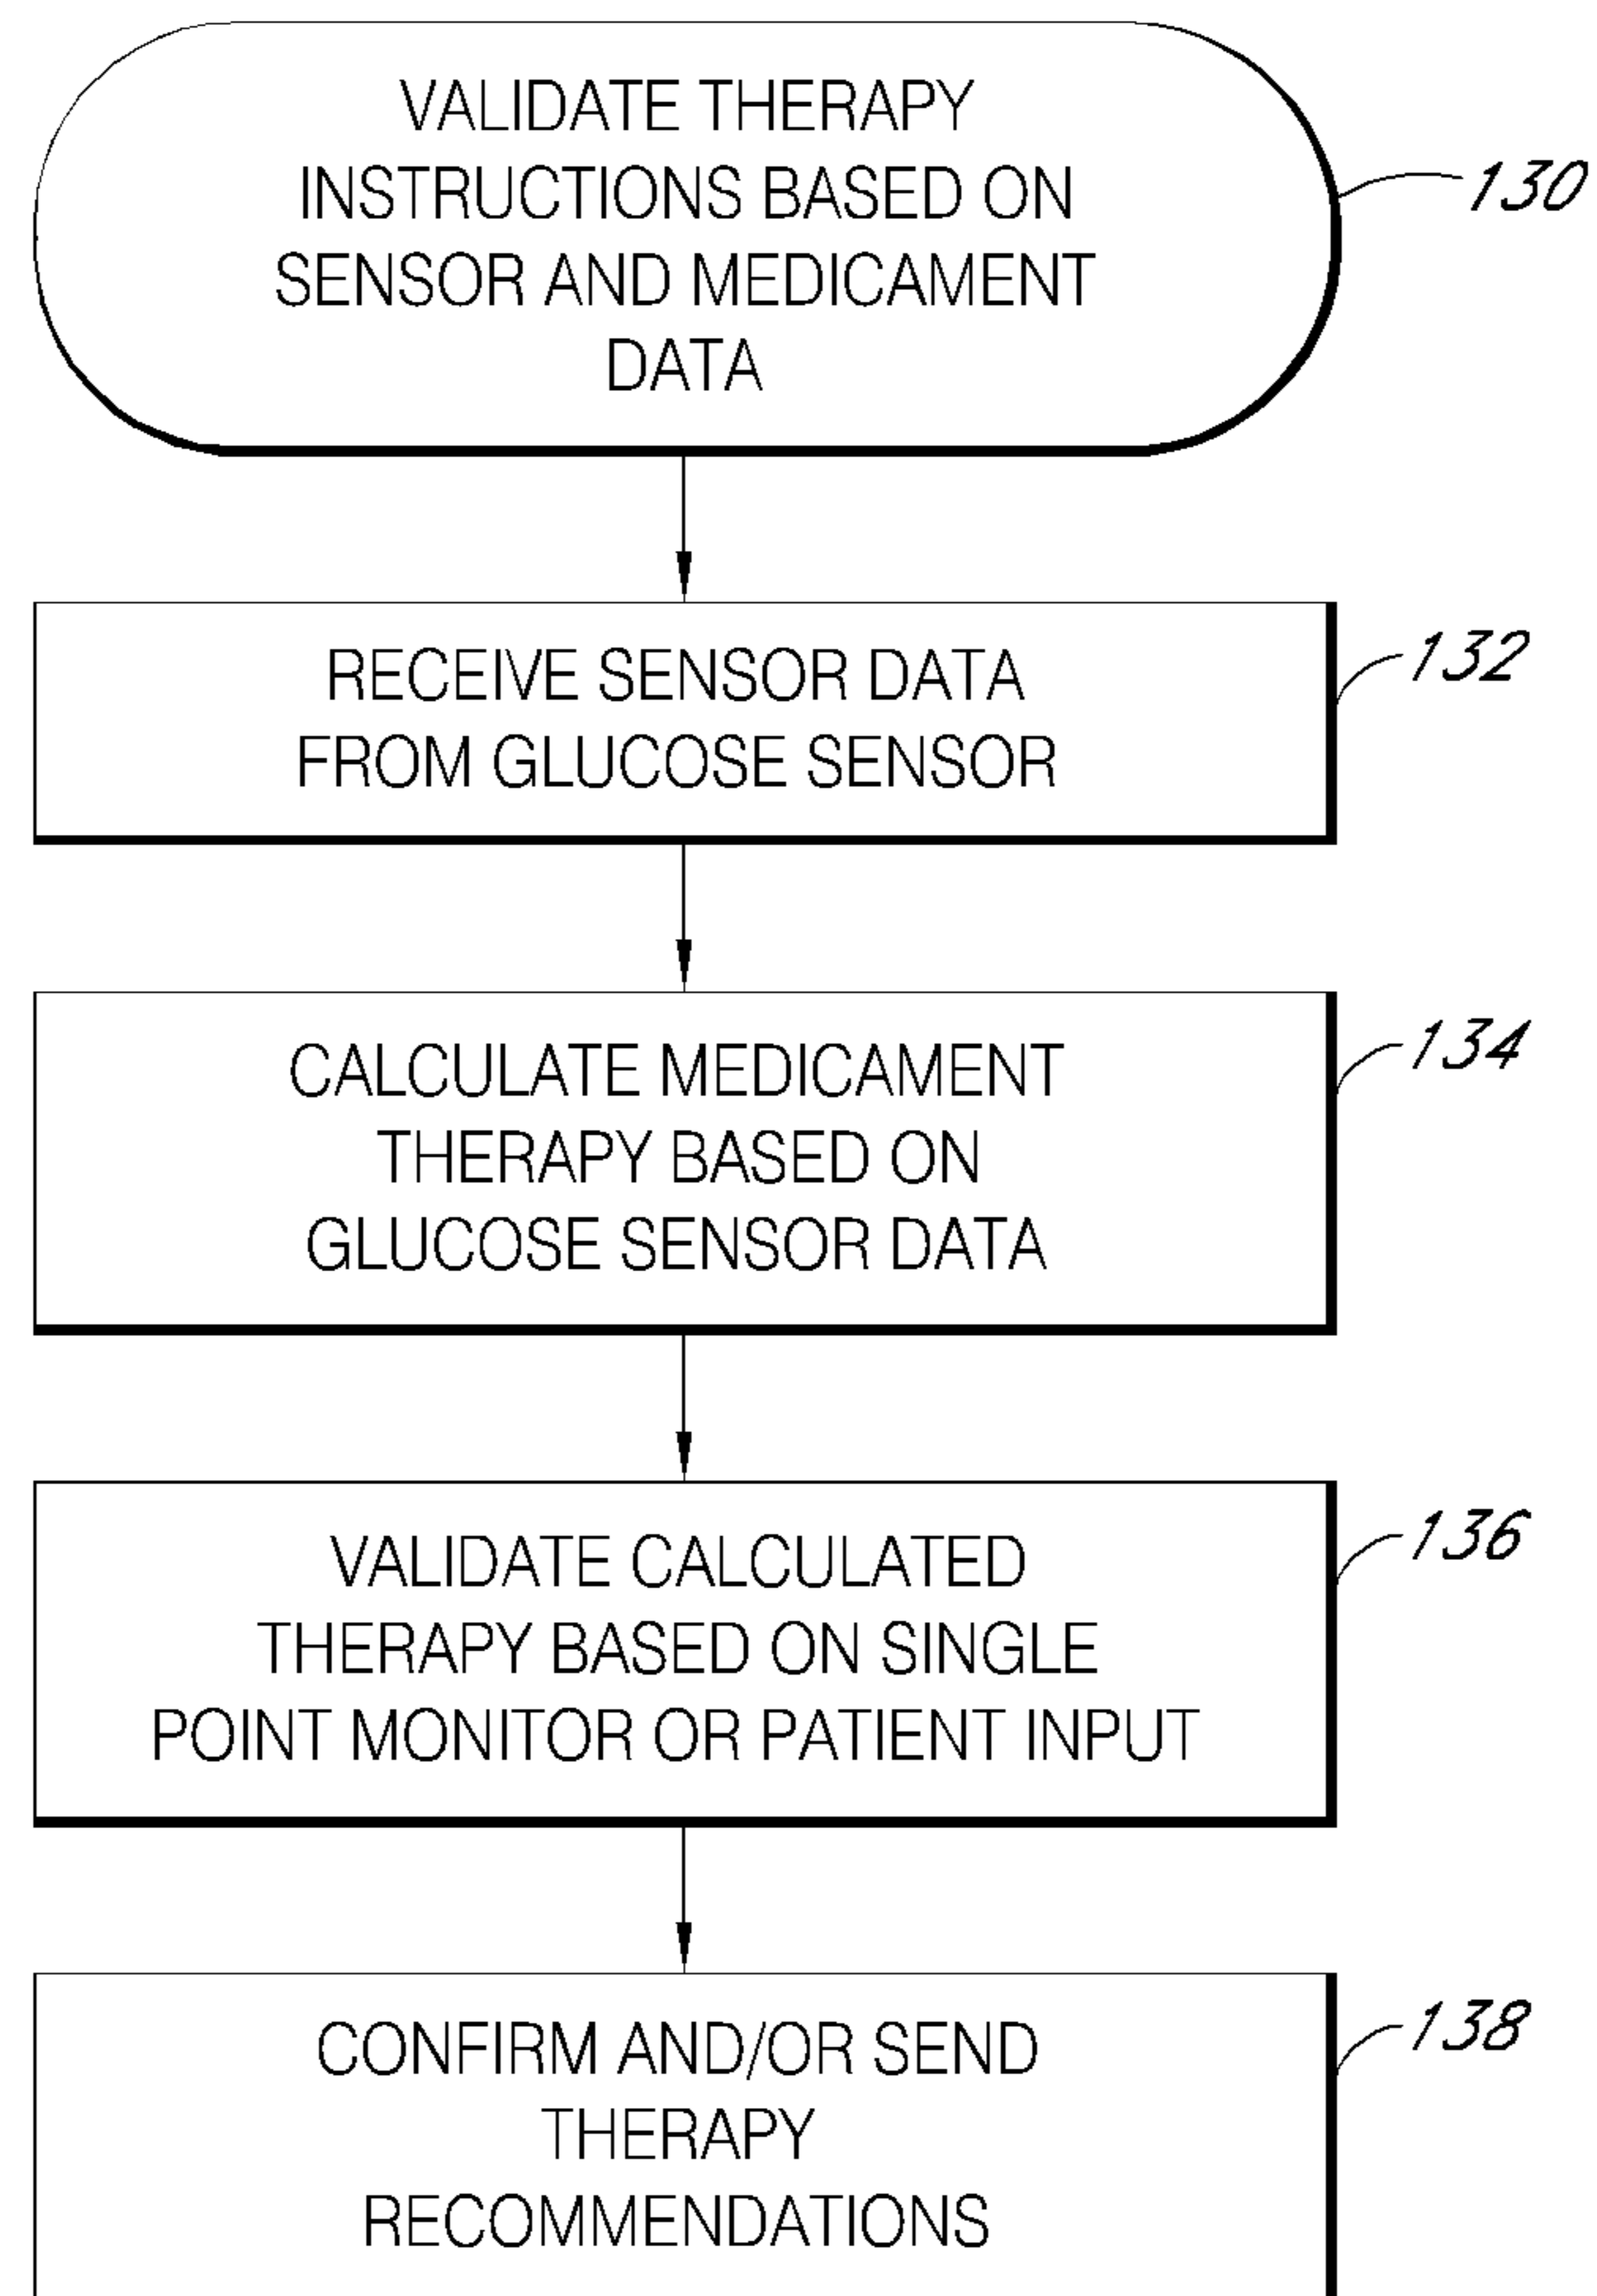 VALIDATE THERAPY
INSTRUCTIONS BASED ON
SENSOR AND MEDICAMENT
DATA
130
RECEIVE SENSOR DATA
FROM GLUCOSE SENSOR
132
CALCULATE MEDICAMENT
THERAPY BASED ON
GLUCOSE SENSOR DATA
134
VALIDATE CALCULATED
THERAPY BASED ON SINGLE
POINT MONITOR OR PATIENT INPUT
136
CONFIRM AND/OR SEND
THERAPY
RECOMMENDATIONS
138